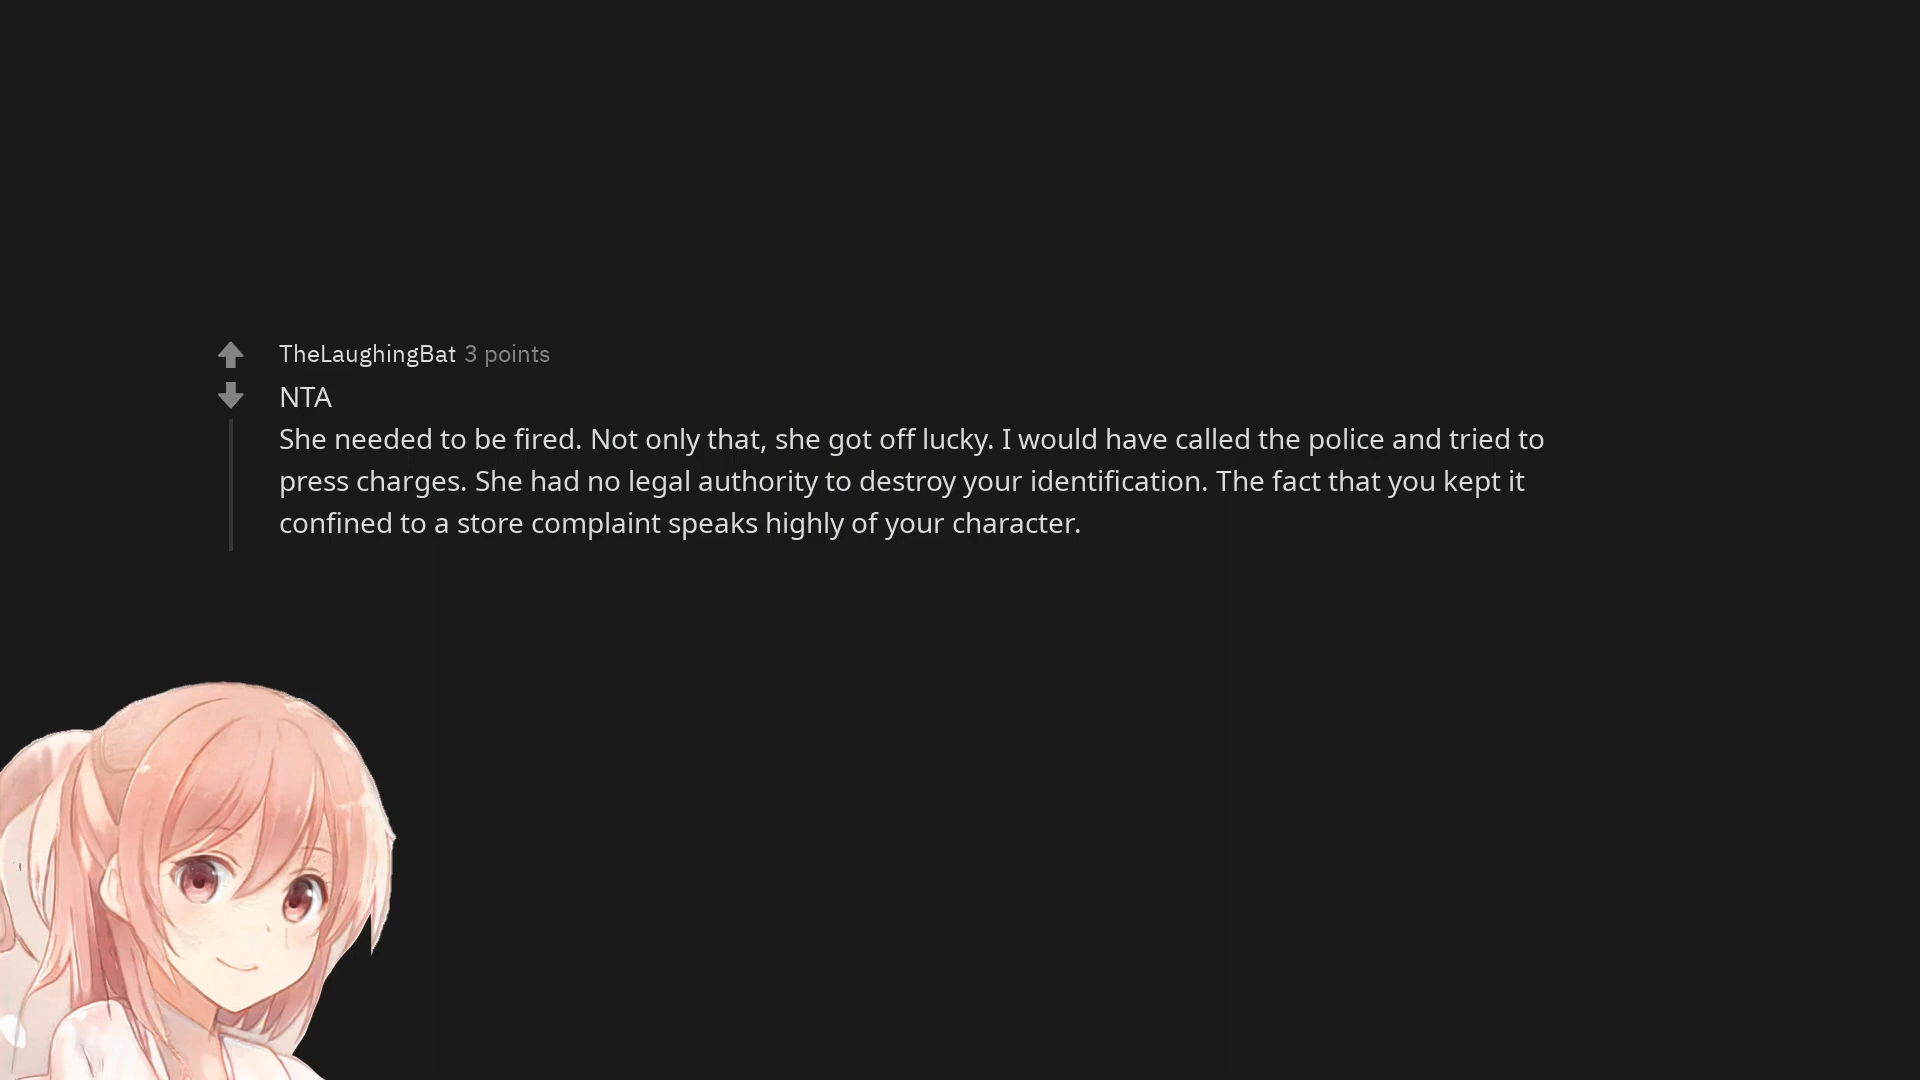 TheLaughingBat 3 points
NTA
She needed to be fired. Not only that, she got off lucky. I would have called the police and tried to
press charges. She had no legal authority to destroy your identification. The fact that you kept it
confined to a store complaint speaks highly of your character.